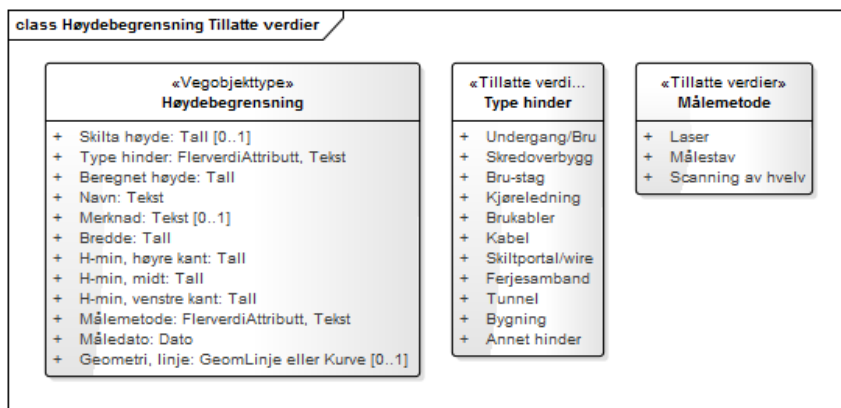 class Høydebegrensning Tillatte verdier
«Vegobjekttype»
Høydebegrensning
+ Skilta høyde: Tall [0..1]
+ Type hinder: FlerverdiAttributt, Tekst
+ Beregnet høyde: Tall
+ Navn: Tekst
+ Merknad: Tekst [0..1]
+ Bredde: Tall
+ H-min, høyre kant: Tall
+ H-min, midt: Tall
+ H-min, venstre kant: Tall
+ Målemetode: FlerverdiAttributt, Tekst
+ Måledato: Dato
+ Geometri, linje: GeomLinje eller Kurve [0..1]
«Tillatte verdi...
Type hinder
+ Undergang/Bru
+ Skredoverbygg
+ Bru-stag
+ Kjøreledning
+ Brukabler
+ Kabel
+ Skiltportal/wire
+ Ferjesamband
+ Tunnel
+ Bygning
+ Annet hinder
«Tillatte verdier»
Målemetode
+ Laser
+ Målestav
+ Scanning av hvelv